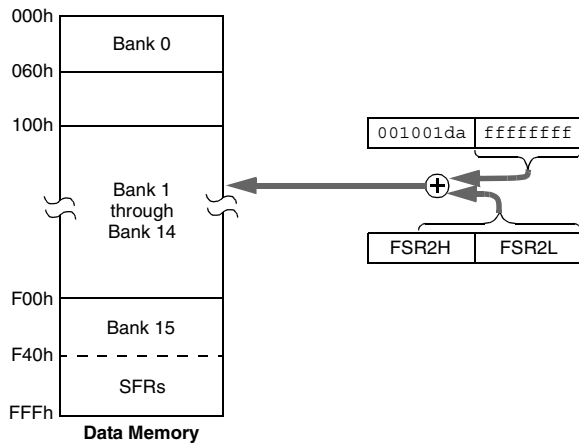 000h
Bank 0
060h
100h
Bank 1
through
Bank 14
F00h
Bank 15
F40h
SFRs
FFFh
Data Memory
001001da ffffffff
FSR2H FSR2L